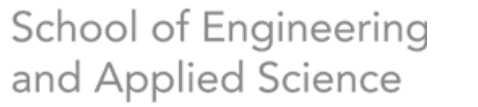 School of Engineering
and Applied Science